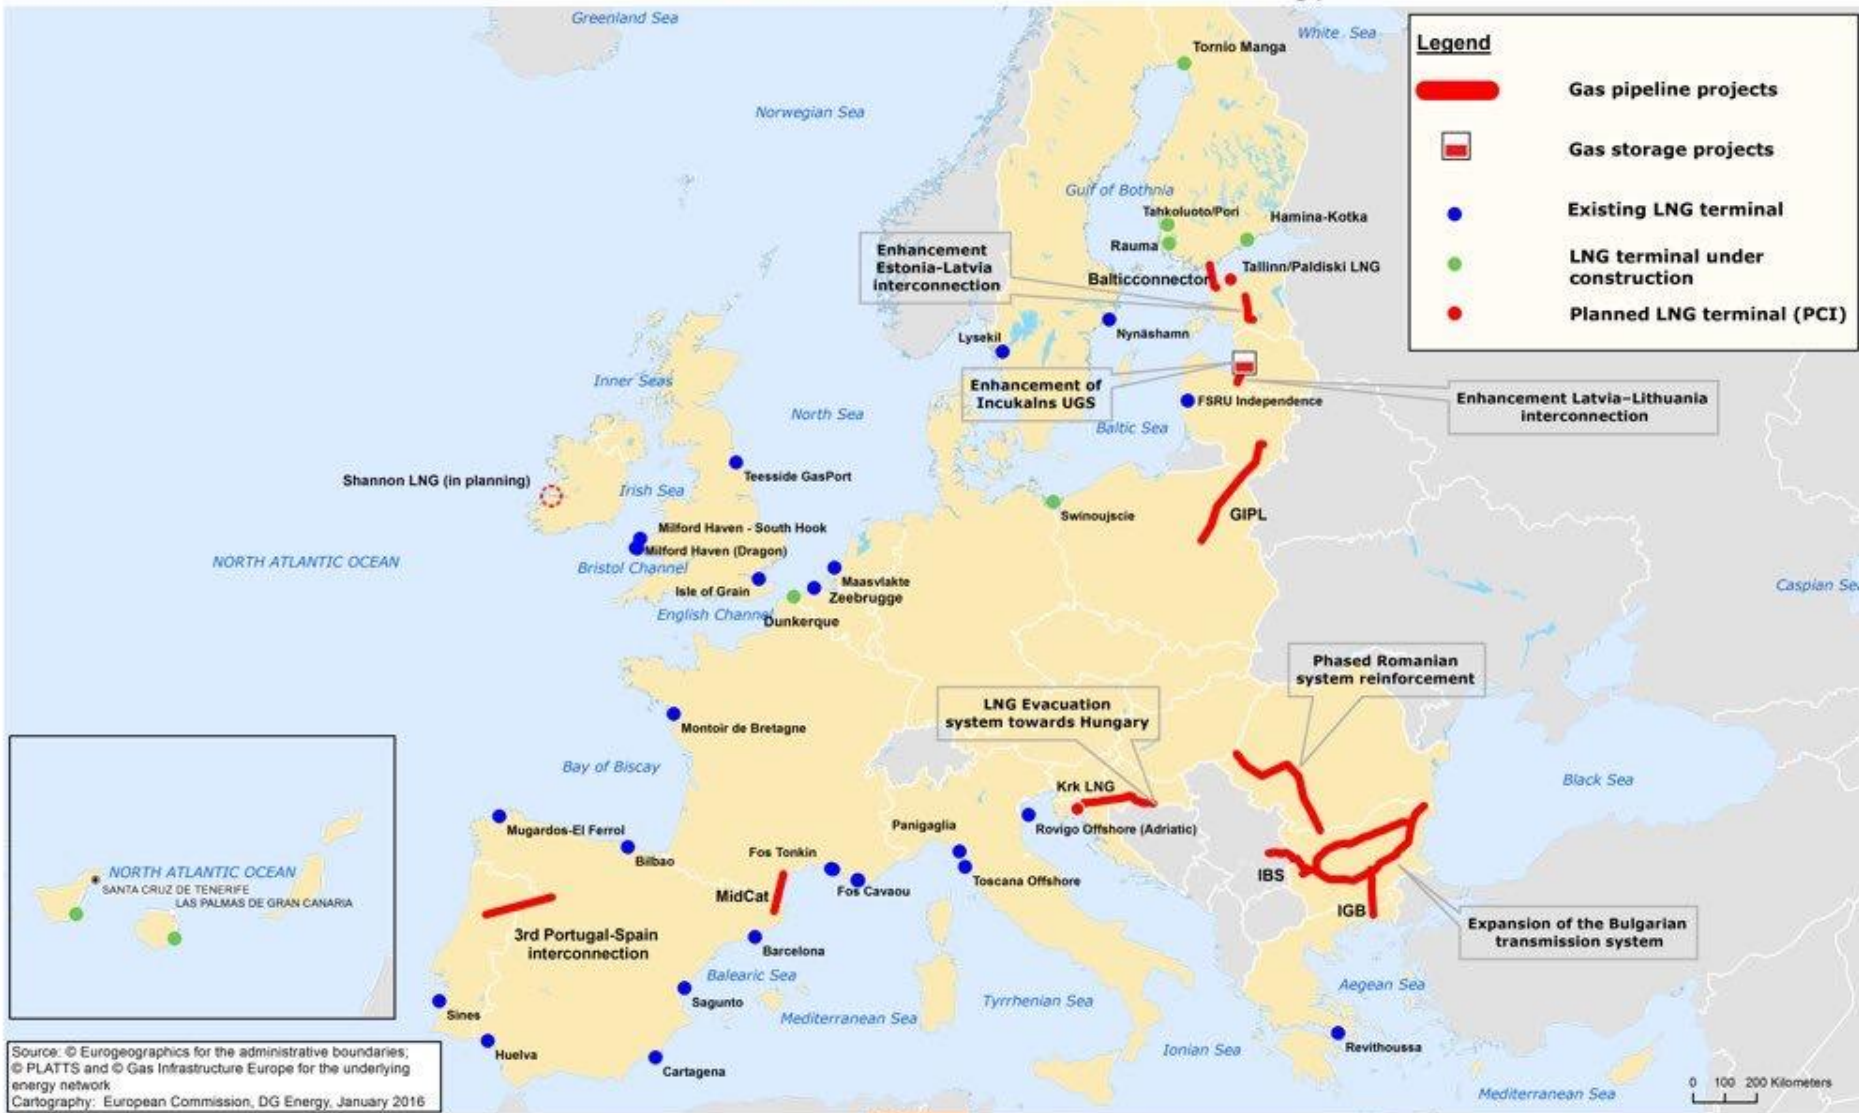 Greenland Sea
White Sea
Tornio Manga
Norwegian Sea
Legend
Gas pipeline projects
Gas storage projects
Existing LNG terminal
LNG terminal under
construction
Planned LNG terminal (PCI)
Gulf of Bothnia
Tahkoluoto/Pori
Hamina-Kotka
Rauma
Enhancement
Estonia-Latvia
interconnection
Tallinn/Paldiski LNG
Balticconnector
Nynäshamn
Lysekil
Inner Seas
North Sea
Enhancement of
Incukalns UGS
FSRU Independence
Enhancement Latvia–Lithuania
interconnection
Baltic Sea
Teesside GasPort
Shannon LNG (in planning)
Irish Sea
Swinoujscie
GIPL
Milford Haven - South Hook
Milford Haven (Dragon)
NORTH ATLANTIC OCEAN
Bristol Channel
Isle of Grain
Maasvlakte
Zeebrugge
Caspian Sea
English Channel
Dunkerque
Phased Romanian
system reinforcement
LNG Evacuation
system towards Hungary
Montoir de Bretagne
Bay of Biscay
Black Sea
Krk LNG
Mugardos-El Ferrol
Panigaglia
Rovigo Offshore (Adriatic)
Bilbao
Fos Tonkin
Fos Cavaou
Toscana Offshore
IBS
MidCat
IGB
NORTH ATLANTIC OCEAN
SANTA CRUZ DE TENERIFE
LAS PALMAS DE GRAN CANARIA
3rd Portugal-Spain
interconnection
Expansion of the Bulgarian
transmission system
Barcelona
Balearic Sea
Sagunto
Aegean Sea
Tyrrhenian Sea
Mediterranean Sea
Sines
Huelva
Cartagena
Ionian Sea
Revithoussa
Source: © Eurogeographics for the administrative boundaries;
© PLATTS and © Gas Infrastructure Europe for the underlying
energy network
Cartography: European Commission, DG Energy, January 2016
0 100 200 Kilometers
Mediterranean Sea